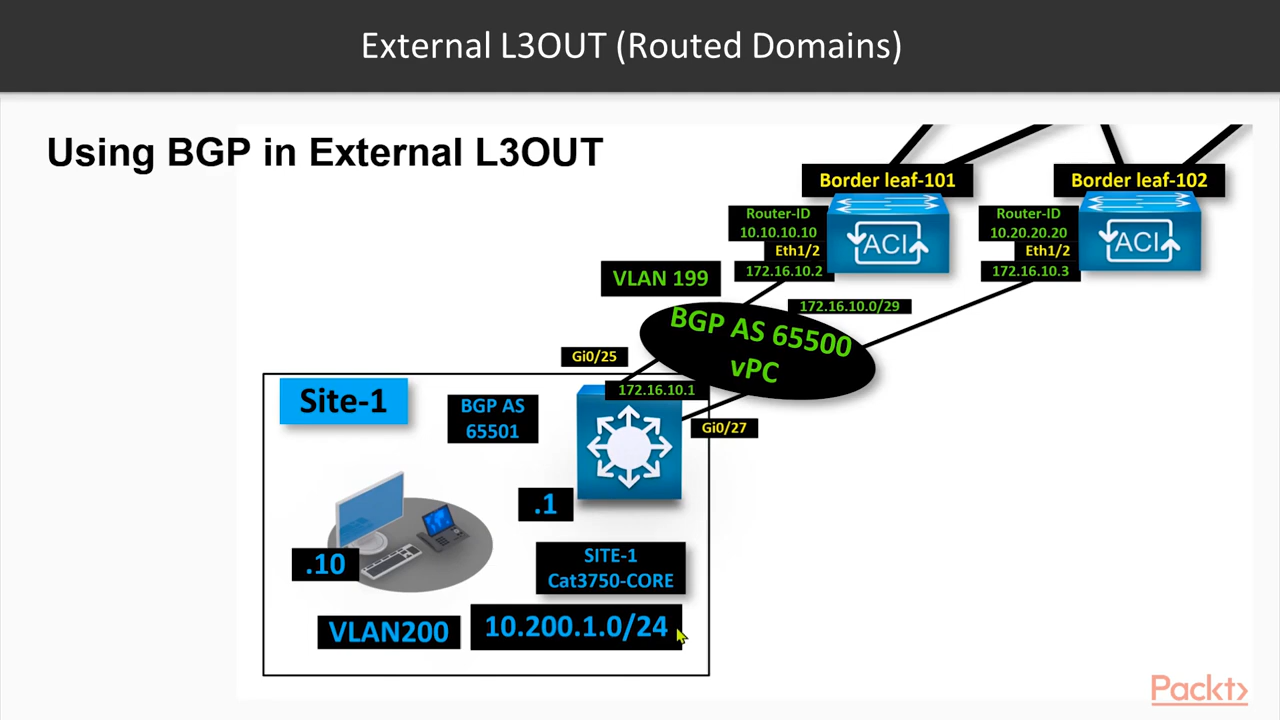 External L3OUT (Routed Domains)
Using BGP in External L3OUT
Border leaf-101
Border leaf-102
Router-ID
10.10.10.10
Router-ID
10.20.20.20
Eth1/2
Eth1/2
172.16.10.2
172.16.10.3
ACI
ACI
VLAN 199
172.16.10.0/29
BGP AS 65500
vPC
Gi0/25
172.16.10.1
Gi0/27
Site-1
BGP AS
65501
.1
.10
SITE-1
Cat3750-CORE
VLAN200
10.200.1.0/24
Packt>